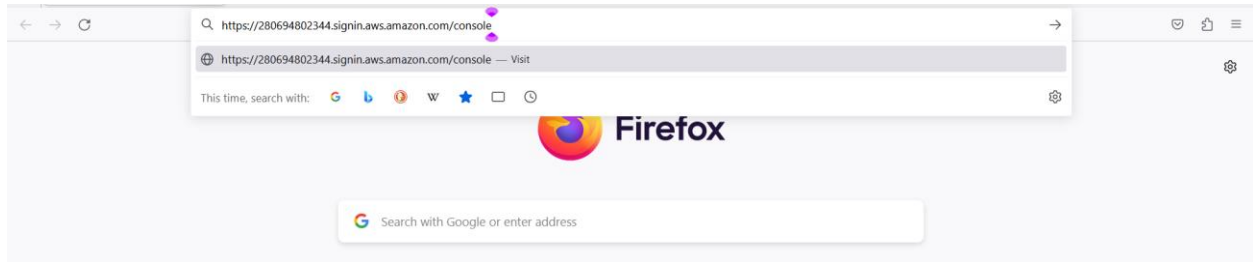 https://280694802344.signin.aws.amazon.com/console
https://280694802344.signin.aws.amazon.com/console — Visit
This time, search with:
Firefox
Search with Google or enter address